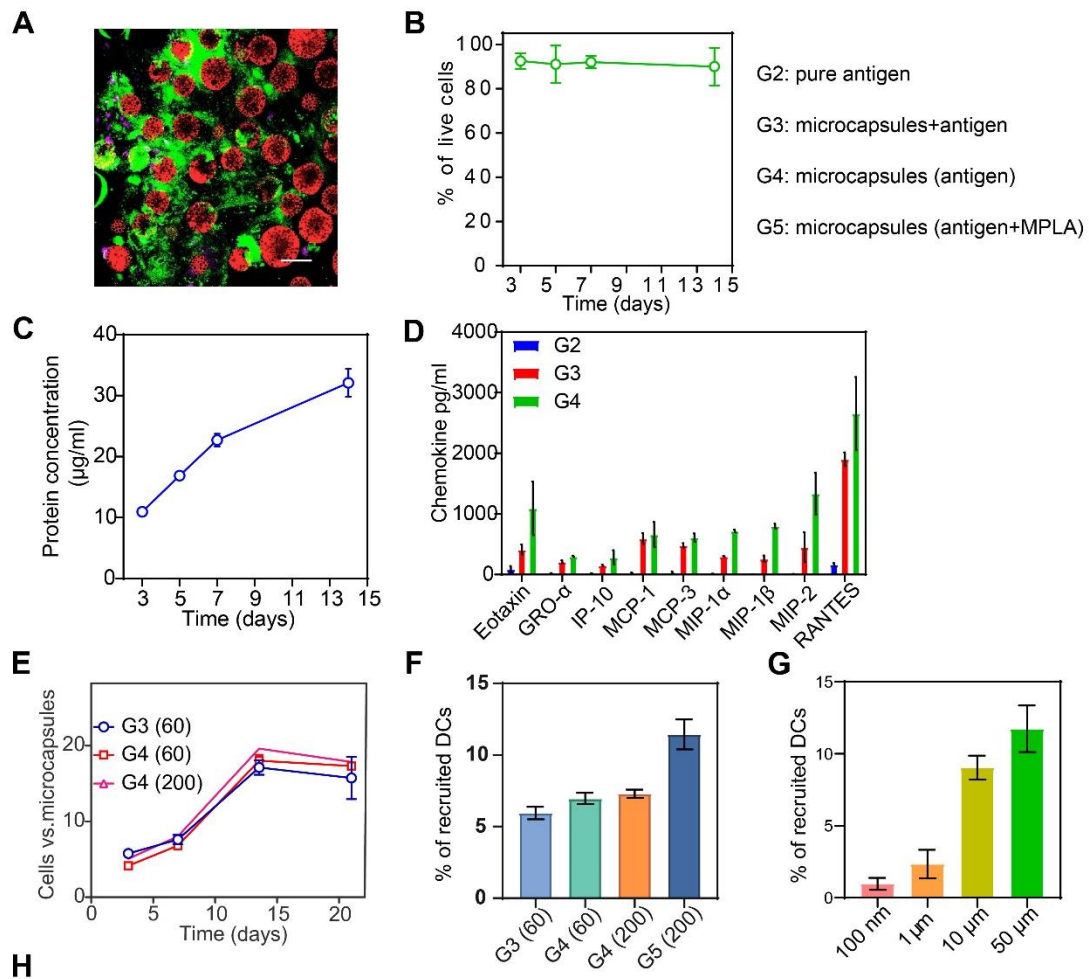 A
B
% of live cells
100
80
60
40
20
0
3 5 7 9 11 13 15
Time (days)
G2: pure antigen
G3: microcapsules+antigen
G4: microcapsules (antigen)
G5: microcapsules (antigen+MPLA)
C
Protein concentration
(µg/ml)
40
30
20
10
0
3 5 7 9 11 13 15
Time (days)
D
Chemokine pg/ml
4000
3000
2000
1000
0
G2
G3
G4
Eotaxin
GRO-α
IP-10
MCP-1
MCP-3
MIP-1α
MIP-1β
MIP-2
RANTES
E
Cells vs.microcapsules
20
10
0
G3 (60)
G4 (60)
G4 (200)
0 5 10 15 20
Time (days)
F
% of recruited DCs
15
10
5
0
G3 (60)
G4 (60)
G4 (200)
G5 (200)
G
% of recruited DCs
15
10
5
0
100 nm
1 µm
10 µm
50 µm
H